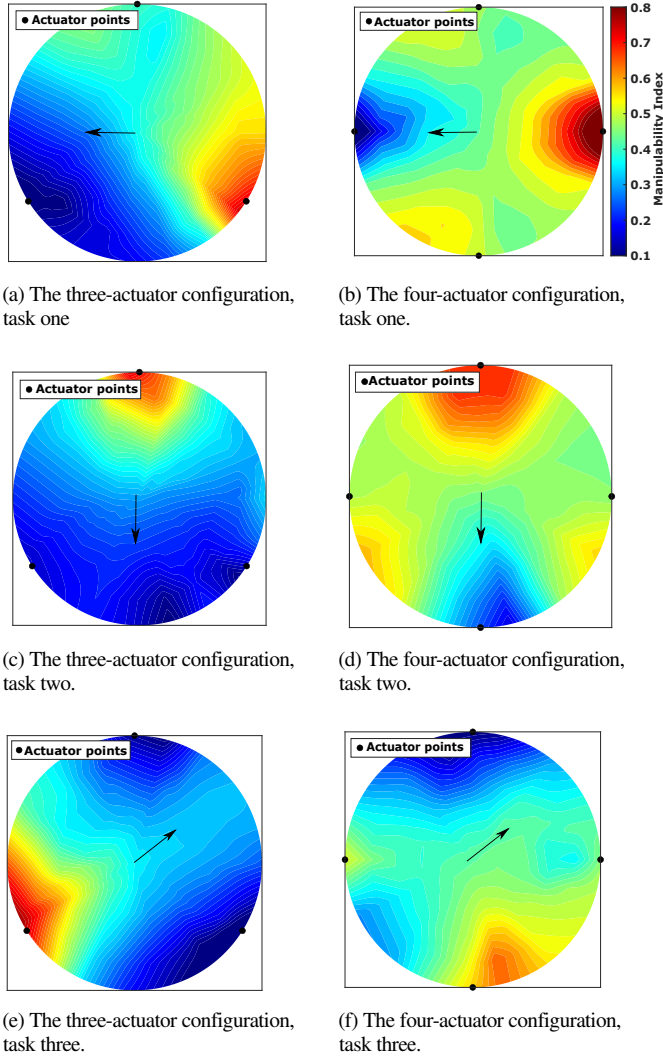 Actuator points
Actuator points
0.8
0.7
0.6
0.5
0.4
0.3
0.2
0.1
Manipulability Index
(a) The three-actuator configuration,
task one
(b) The four-actuator configuration,
task one.
Actuator points
Actuator points
(c) The three-actuator configuration,
task two.
(d) The four-actuator configuration,
task two.
Actuator points
Actuator points
(e) The three-actuator configuration,
task three.
(f) The four-actuator configuration,
task three.